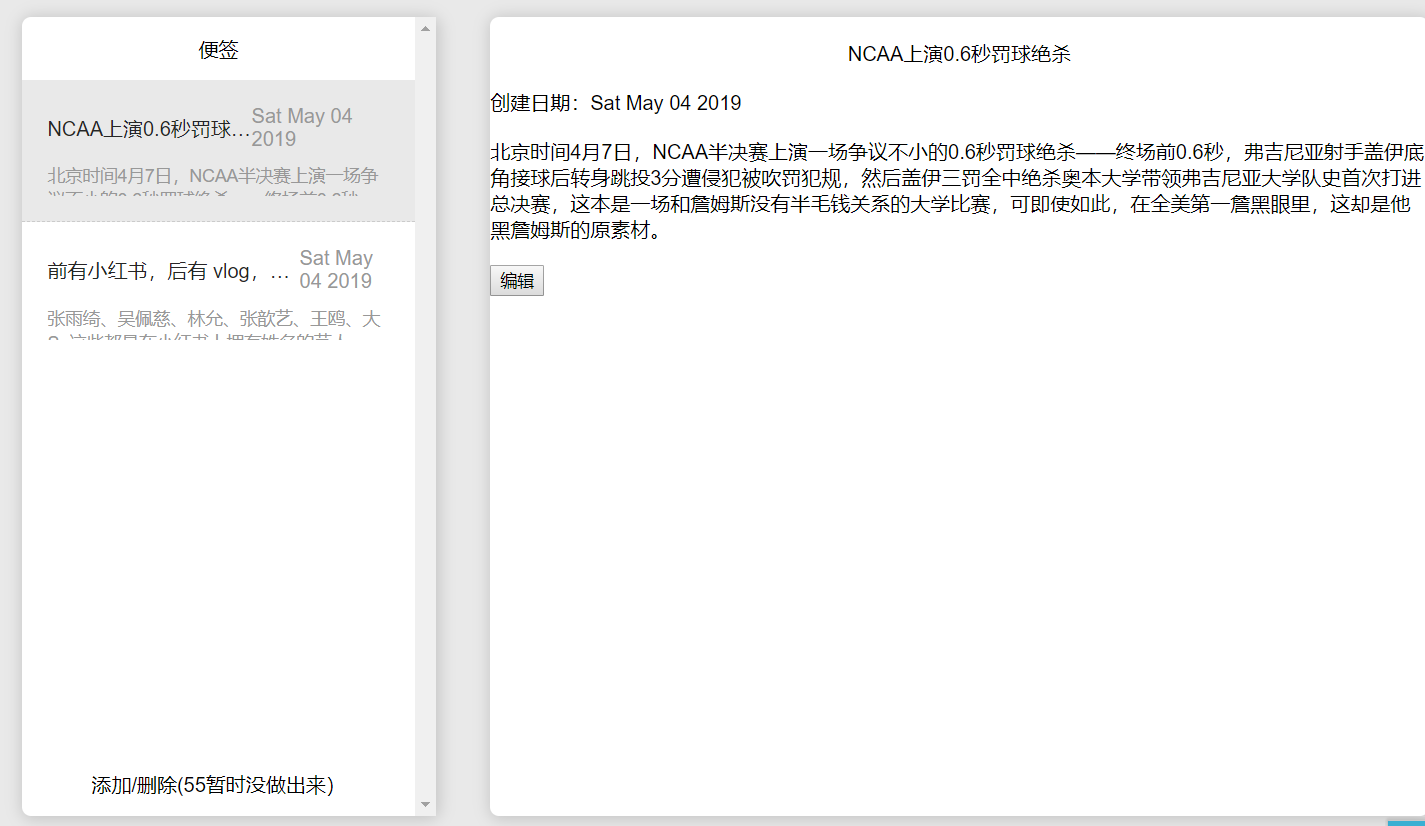 便签
NCAA上演0.6秒罚球…
Sat May 04
2019
北京时间4月7日，NCAA半决赛上演一场争
前有小红书，后有 vlog，…
Sat May
04 2019
张雨绮、吴佩慈、林允、张歆艺、王鸥、大
添加/删除(55暂时没做出来)
NCAA上演0.6秒罚球绝杀
创建日期：Sat May 04 2019
北京时间4月7日，NCAA半决赛上演一场争议不小的0.6秒罚球绝杀——终场前0.6秒，弗吉尼亚射手盖伊底
角接球后转身跳投3分遭侵犯被吹罚犯规，然后盖伊三罚全中绝杀奥本大学带领弗吉尼亚大学队史首次打进
总决赛，这本是一场和詹姆斯没有半毛钱关系的大学比赛，可即使如此，在全美第一詹黑眼里，这却是他
黑詹姆斯的原素材。
编辑